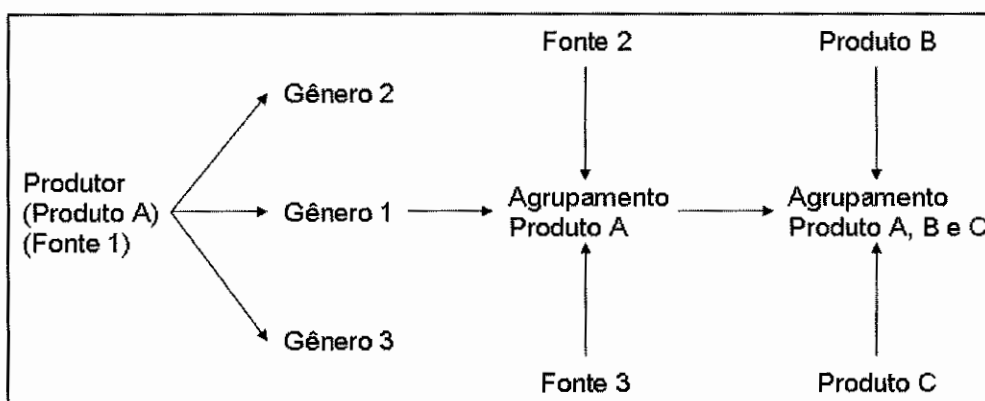 Fonte 2
Produto B
Gênero 2
Produtor
(Produto A)
(Fonte 1)
Gênero 1
Agrupamento
Produto A
Agrupamento
Produto A, B e C
Gênero 3
Fonte 3
Produto C